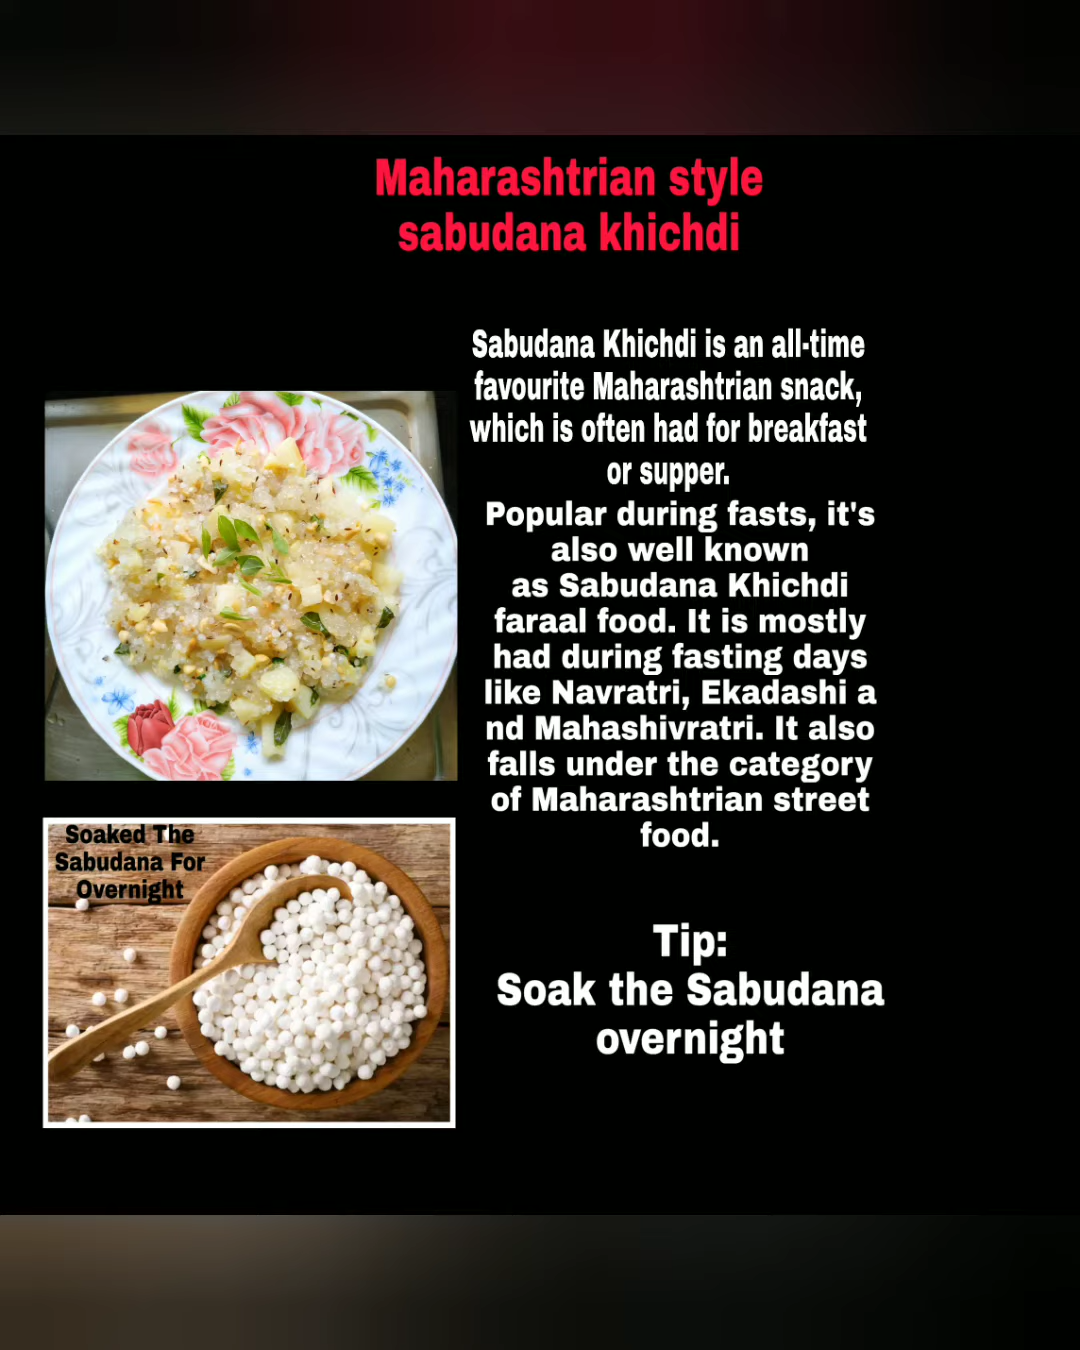 Maharashtrian style
sabudana khichdi
Sabudana Khichdi is an all-time
favourite Maharashtrian snack,
which is often had for breakfast
or supper.
Popular during fasts, it's
also well known
as Sabudana Khichdi
faraal food. It is mostly
had during fasting days
like Navratri, Ekadashi a
nd Mahashivratri. It also
falls under the category
of Maharashtrian street
food.
Soaked The
Sabudana For
Overnight
Tip:
Soak the Sabudana
overnight